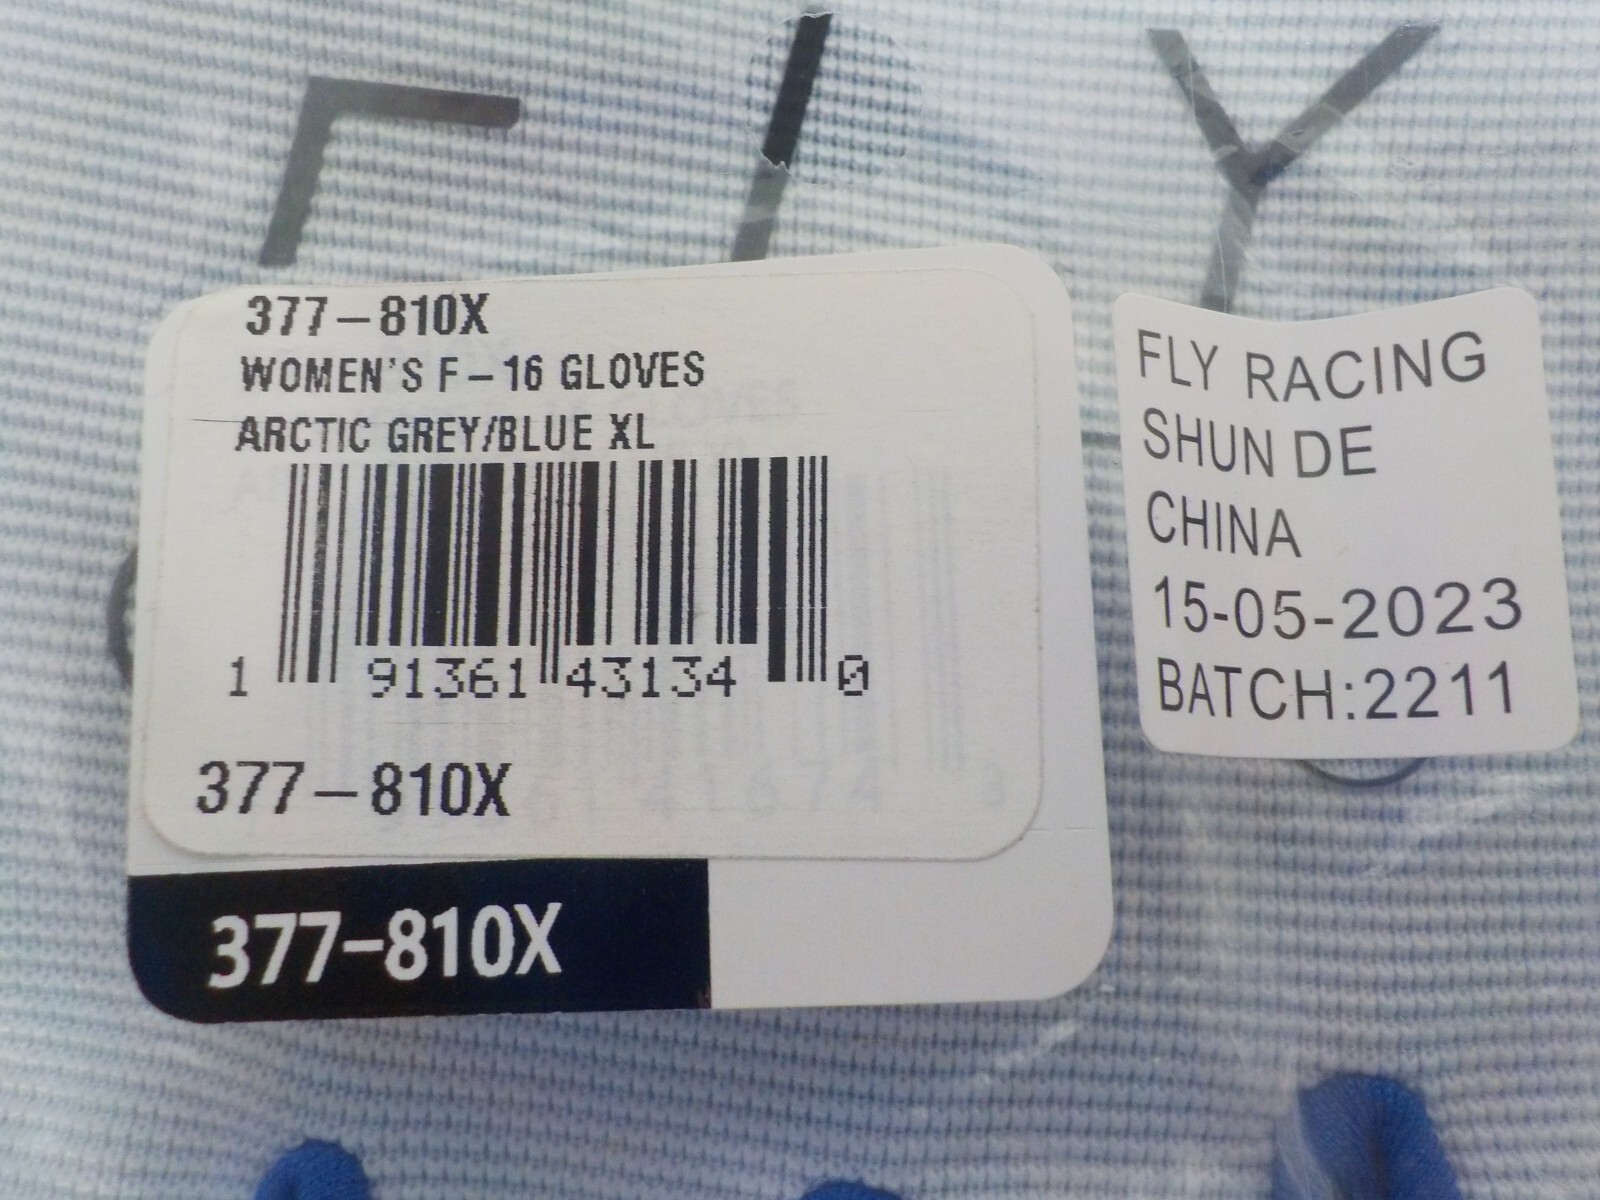 FLY
377-810X
WOMEN'S F-16 GLOVES
ARCTIC GREY/BLUE XL
1 91361 43134 0
377-810X
377-810X
FLY RACING
SHUN DE
CHINA
15-05-2023
BATCH:2211